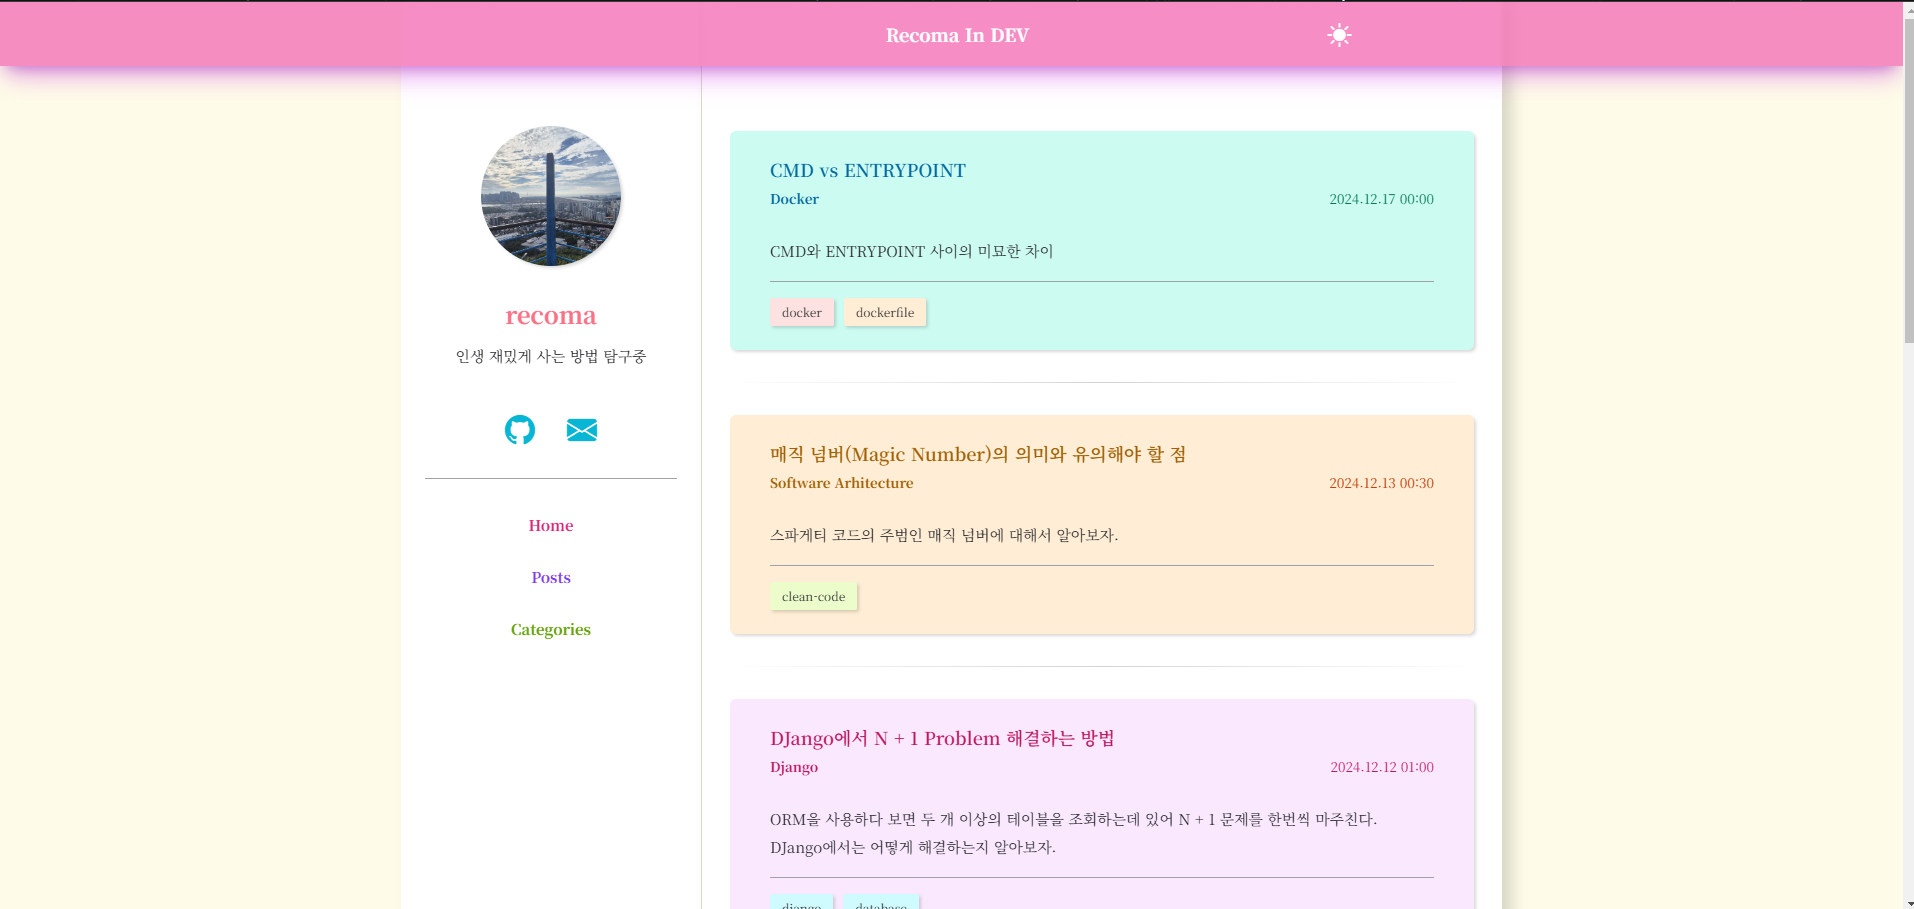 Recoma In DEV
recoma
인생 재밌게 사는 방법 탐구중
Home
Posts
Categories
CMD vs ENTRYPOINT
Docker
2024.12.17 00:00
CMD와 ENTRYPOINT 사이의 미묘한 차이
docker
dockerfile
매직 넘버(Magic Number)의 의미와 유의해야 할 점
Software Arhitecture
2024.12.13 00:30
스파게티 코드의 주범인 매직 넘버에 대해서 알아보자.
clean-code
DJango에서 N + 1 Problem 해결하는 방법
Django
2024.12.12 01:00
ORM을 사용하다 보면 두 개 이상의 테이블을 조회하는데 있어 N + 1 문제를 한번씩 마주친다.
DJango에서는 어떻게 해결하는지 알아보자.
django
database